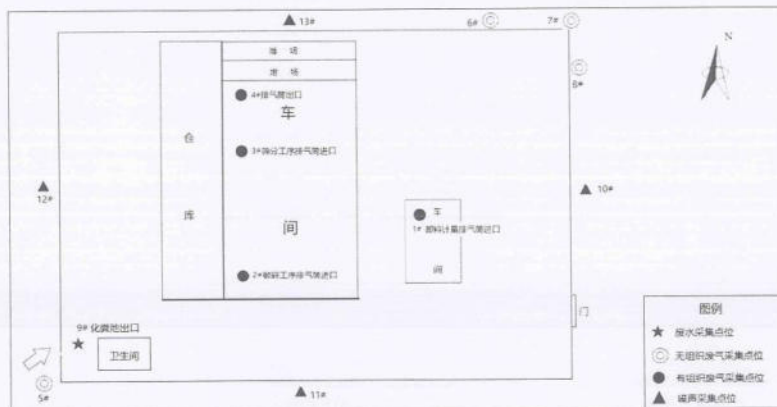 13#
6#
7#
N
堆 场
堆 场
8#
4#排气筒出口
车
仓
3#筛分工序排气筒进口
12#
10#
库
车
间
1# 卸料计量排气筒进口
间
2#破碎工序排气筒进口
门
图例
9# 化粪池出口
废水采集点位
卫生间
无组织废气采集点位
有组织废气采集点位
5#
11#
噪声采集点位